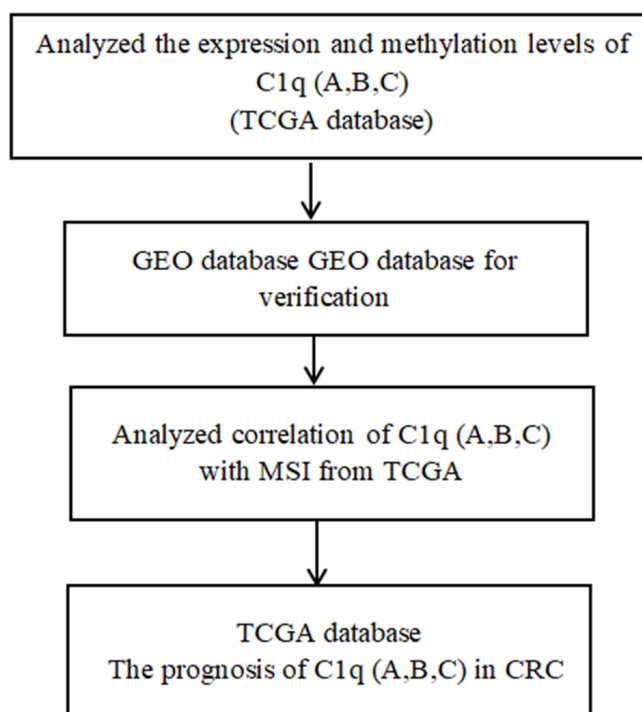 Analyzed the expression and methylation levels of
C1q (A,B,C)
(TCGA database)
GEO database GEO database for
verification
Analyzed correlation of C1q (A,B,C)
with MSI from TCGA
TCGA database
The prognosis of C1q (A,B,C) in CRC